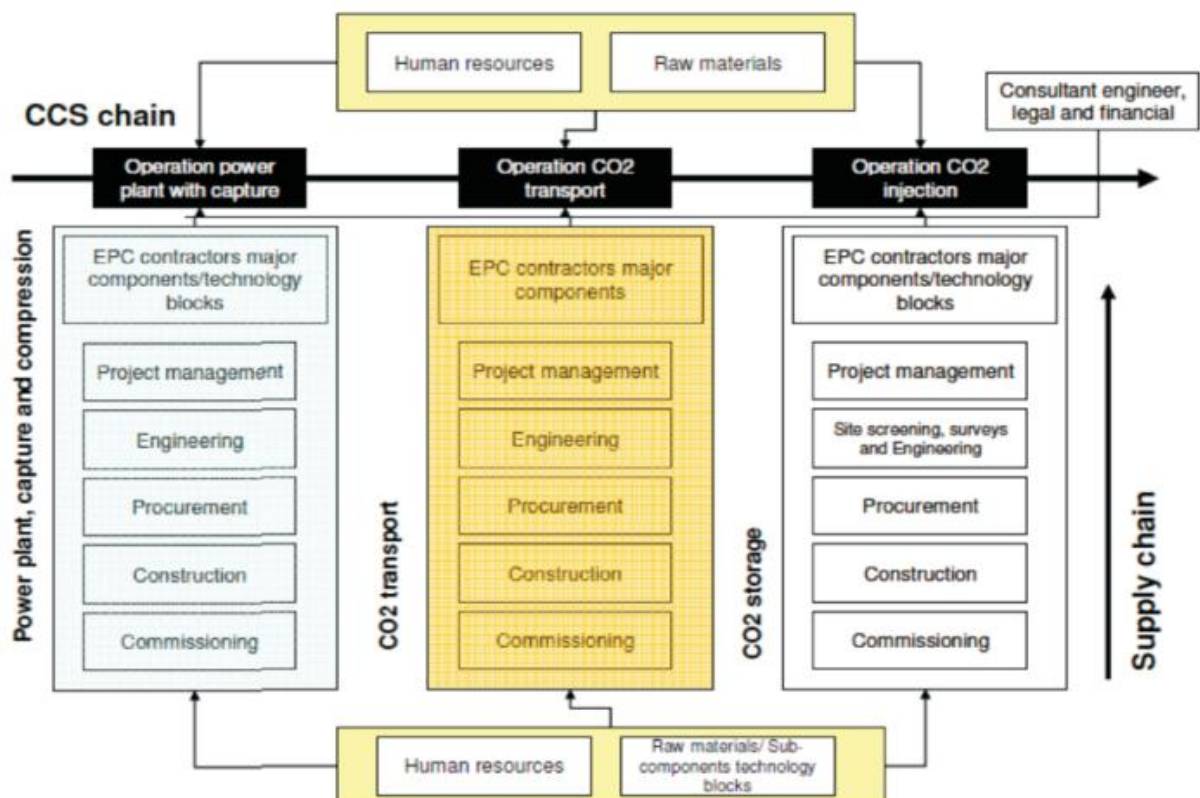 Human resources
Raw materials
Consultant engineer,
legal and financial
CCS chain
Operation power
plant with capture
Operation CO2
transport
Operation CO2
injection
Power plant, capture and compression
EPC contractors major
components/technology
blocks
Project management
Engineering
Procurement
Construction
Commissioning
CO2 transport
EPC contractors major
components
Project management
Engineering
Procurement
Construction
Commissioning
CO2 storage
EPC contractors major
components/technology
blocks
Project management
Site screening, surveys
and Engineering
Procurement
Construction
Commissioning
Supply chain
Human resources
Raw materials/ Sub-
components technology
blocks